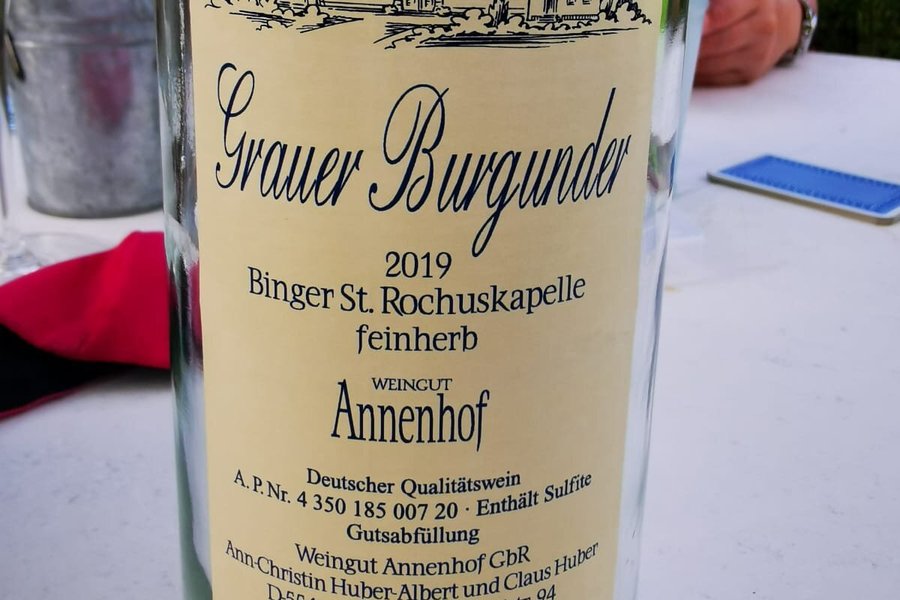 Grauer Burgunder
2019
Binger St. Rochuskapelle
feinherb
WEINGUT
Annenhof
Deutscher Qualitätswein
A. P. Nr. 4 350 185 007 20 · Enthält Sulfite
Gutsabfüllung
Weingut Annenhof GbR
Ann-Christin Huber-Albert und Claus Huber
94